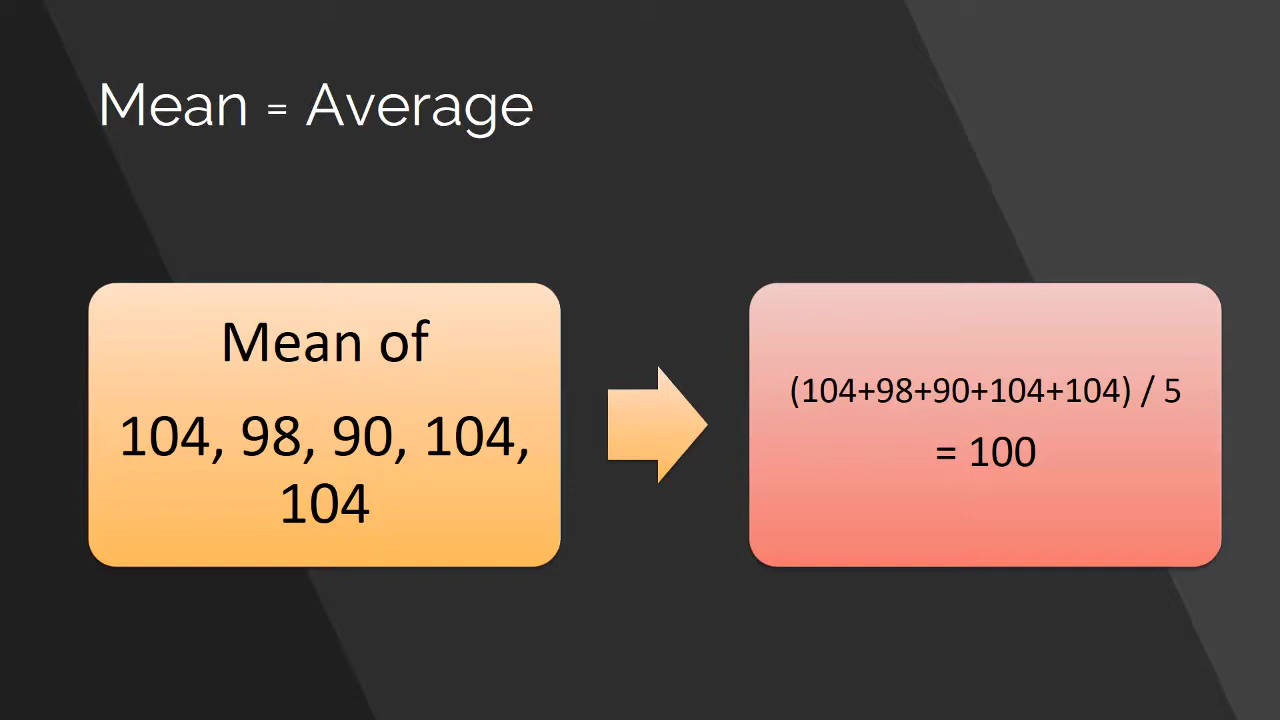 Mean = Average
Mean of
104, 98, 90, 104,
104
(104+98+90+104+104) / 5
= 100